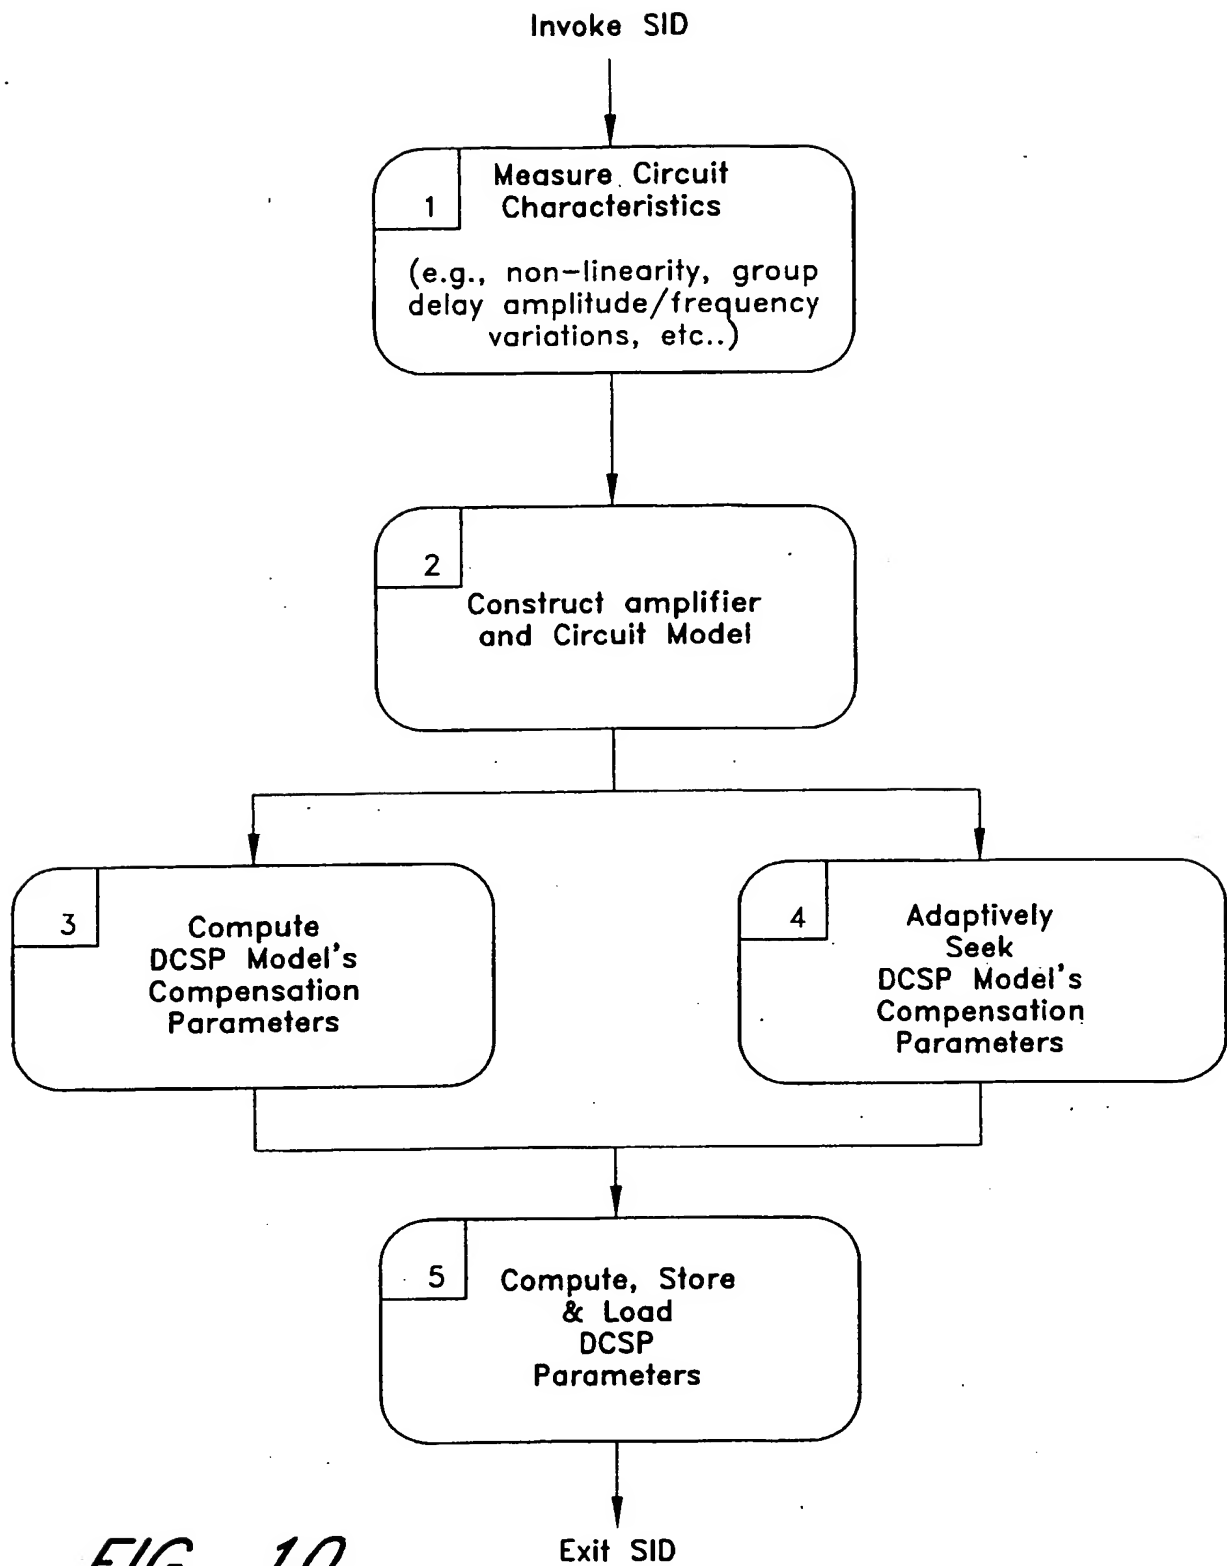 Invoke SID
1
Measure Circuit
Characteristics
(e.g., non-linearity, group
delay amplitude/frequency
variations, etc..)
2
Construct amplifier
and Circuit Model
3
Compute
DCSP Model's
Compensation
Parameters
4
Adaptively
Seek
DCSP Model's
Compensation
Parameters
5
Compute, Store
& Load
DCSP
Parameters
Exit SID
FIG. 10